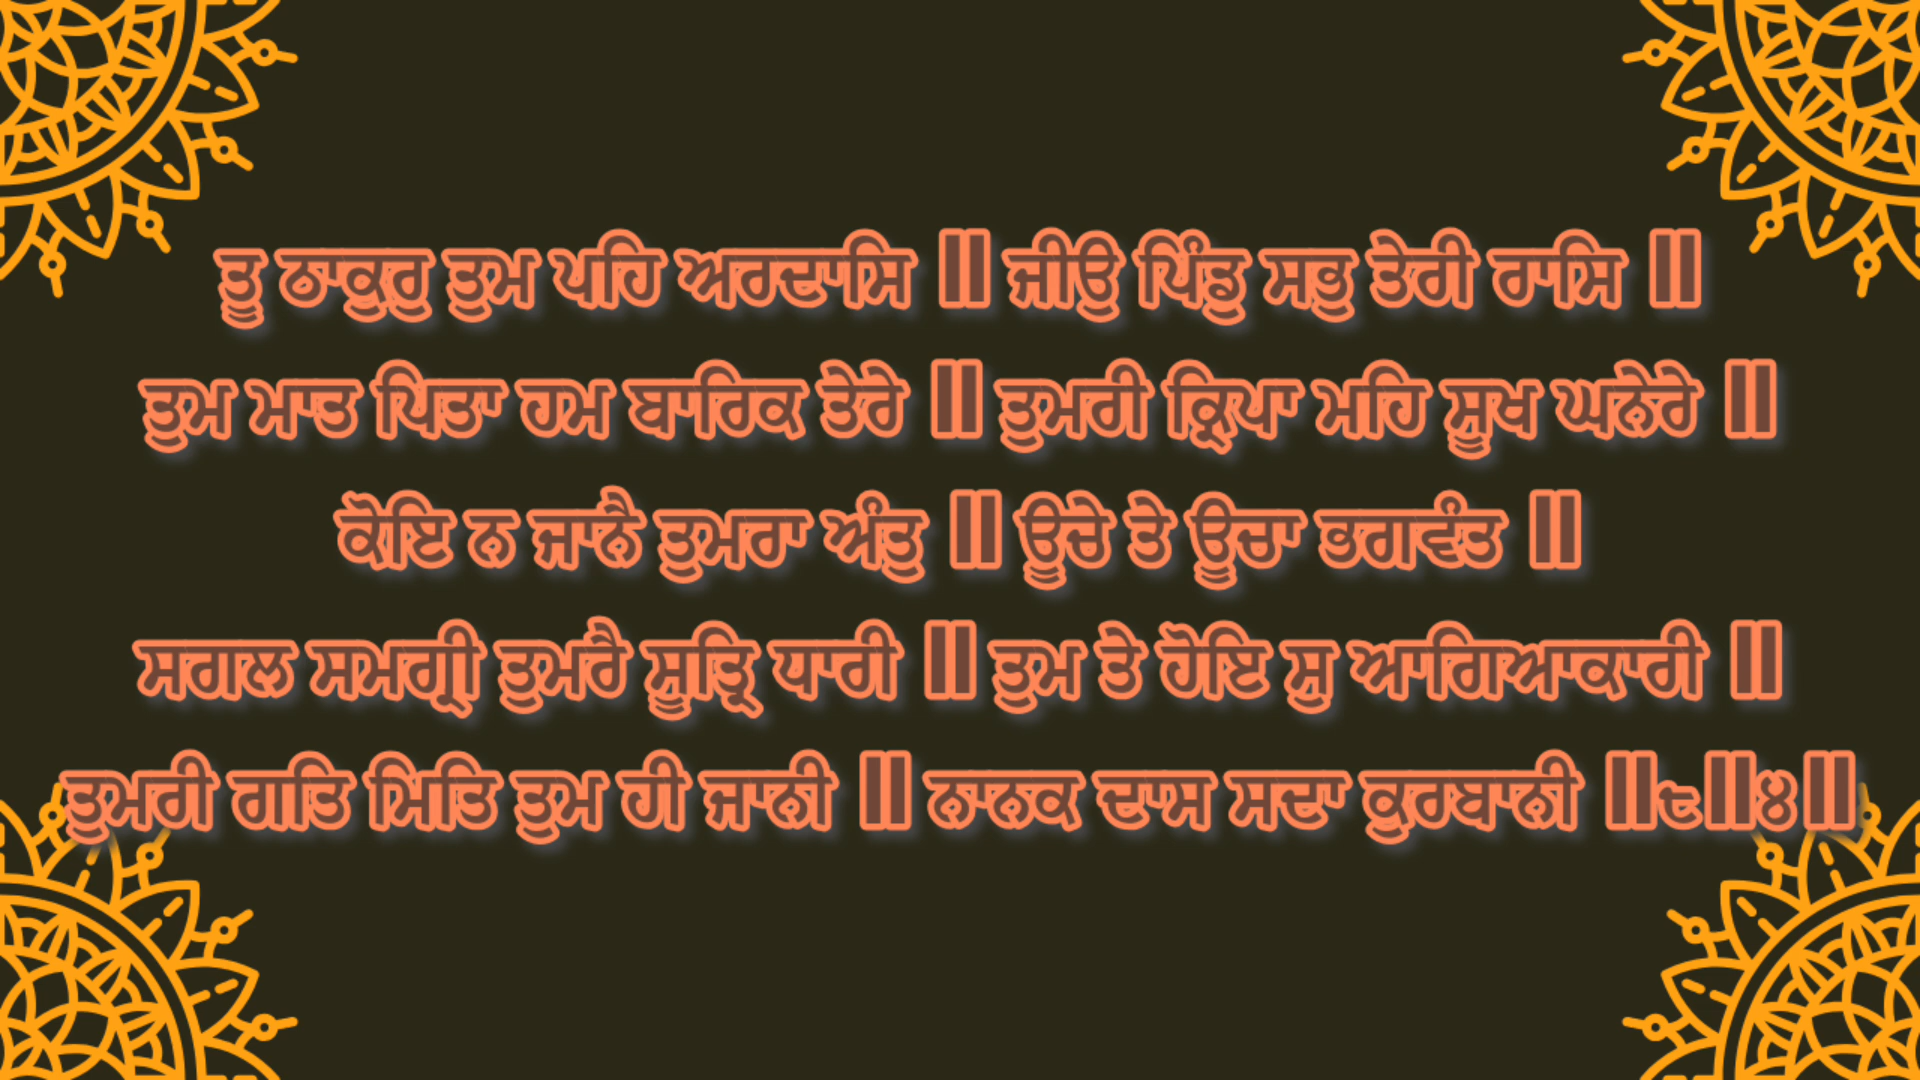 ਤੂ ਠਾਕੁਰੁ ਤੁਮ ਪਹਿ ਅਰਦਾਸਿ ॥ ਜੀਉ ਪਿੰਡੁ ਸਭੁ ਤੇਰੀ ਰਾਸਿ ॥
ਤੁਮ ਮਾਤ ਪਿਤਾ ਹਮ ਬਾਰਿਕ ਤੇਰੇ ॥ ਤੁਮਰੀ ਕ੍ਰਿਪਾ ਮਹਿ ਸੂਖ ਘਨੇਰੇ ॥
ਕੋਇ ਨ ਜਾਨੈ ਤੁਮਰਾ ਅੰਤੁ ॥ ਊਚੇ ਤੇ ਊਚਾ ਭਗਵੰਤ ॥
ਸਗਲ ਸਮਗ੍ਰੀ ਤੁਮਰੈ ਸੂਤ੍ਰਿ ਧਾਰੀ ॥ ਤੁਮ ਤੇ ਹੋਇ ਸੁ ਆਗਿਆਕਾਰੀ ॥
ਤੁਮਰੀ ਗਤਿ ਮਿਤਿ ਤੁਮ ਹੀ ਜਾਨੀ ॥ ਨਾਨਕ ਦਾਸ ਸਦਾ ਕੁਰਬਾਨੀ ॥੮॥੪॥